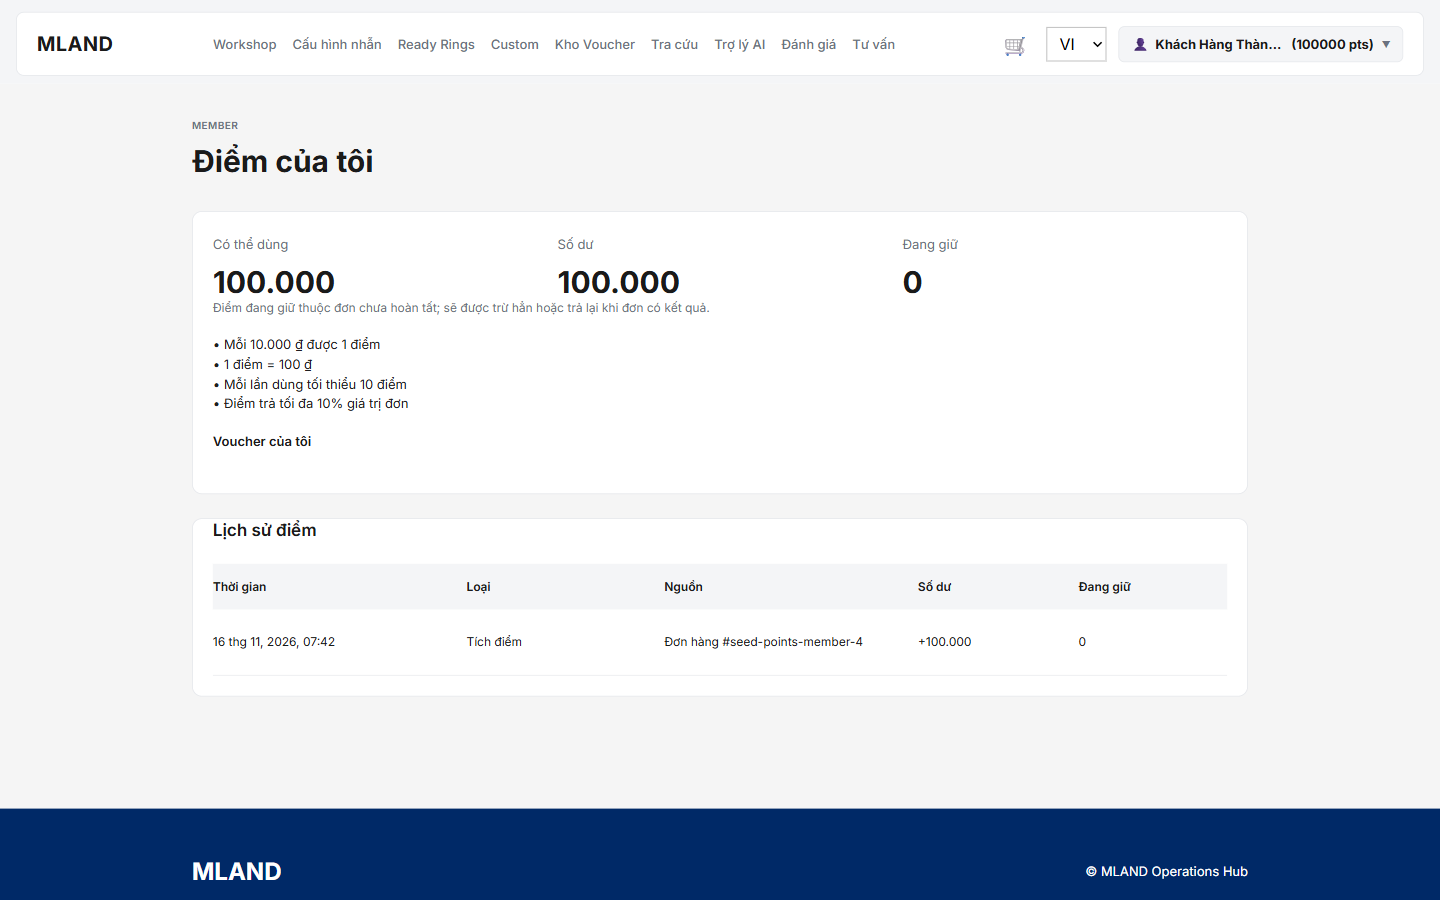 MLAND
Workshop Cấu hình nhẫn Ready Rings Custom Kho Voucher Tra cứu Trợ lý AI Đánh giá Tư vấn
VI
Khách Hàng Thàn... (100000 pts) ▼
MEMBER
Điểm của tôi
Có thể dùng Số dư Đang giữ
100.000 100.000 0
Điểm đang giữ thuộc đơn chưa hoàn tất; sẽ được trừ hẳn hoặc trả lại khi đơn có kết quả.
• Mỗi 10.000 ₫ được 1 điểm
• 1 điểm = 100 ₫
• Mỗi lần dùng tối thiểu 10 điểm
• Điểm trả tối đa 10% giá trị đơn
Voucher của tôi
Lịch sử điểm
Thời gian Loại Nguồn Số dư Đang giữ
16 thg 11, 2026, 07:42 Tích điểm Đơn hàng #seed-points-member-4 +100.000 0
MLAND
© MLAND Operations Hub